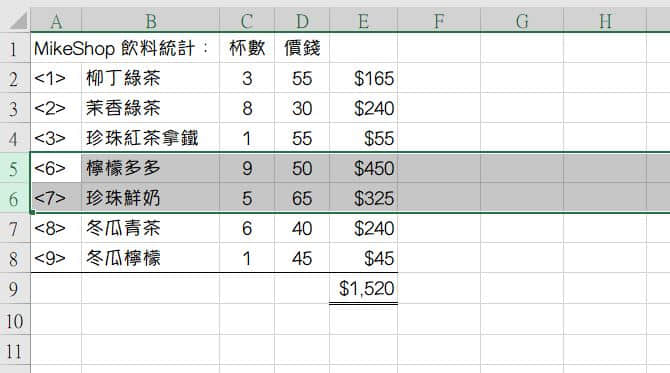 A B C D E F G H
1 MikeShop 飲料統計： 杯數 價錢
2 <1> 柳丁綠茶 3 55 $165
3 <2> 茉香綠茶 8 30 $240
4 <3> 珍珠紅茶拿鐵 1 55 $55
5 <6> 檸檬多多 9 50 $450
6 <7> 珍珠鮮奶 5 65 $325
7 <8> 冬瓜青茶 6 40 $240
8 <9> 冬瓜檸檬 1 45 $45
9 $1,520
10
11